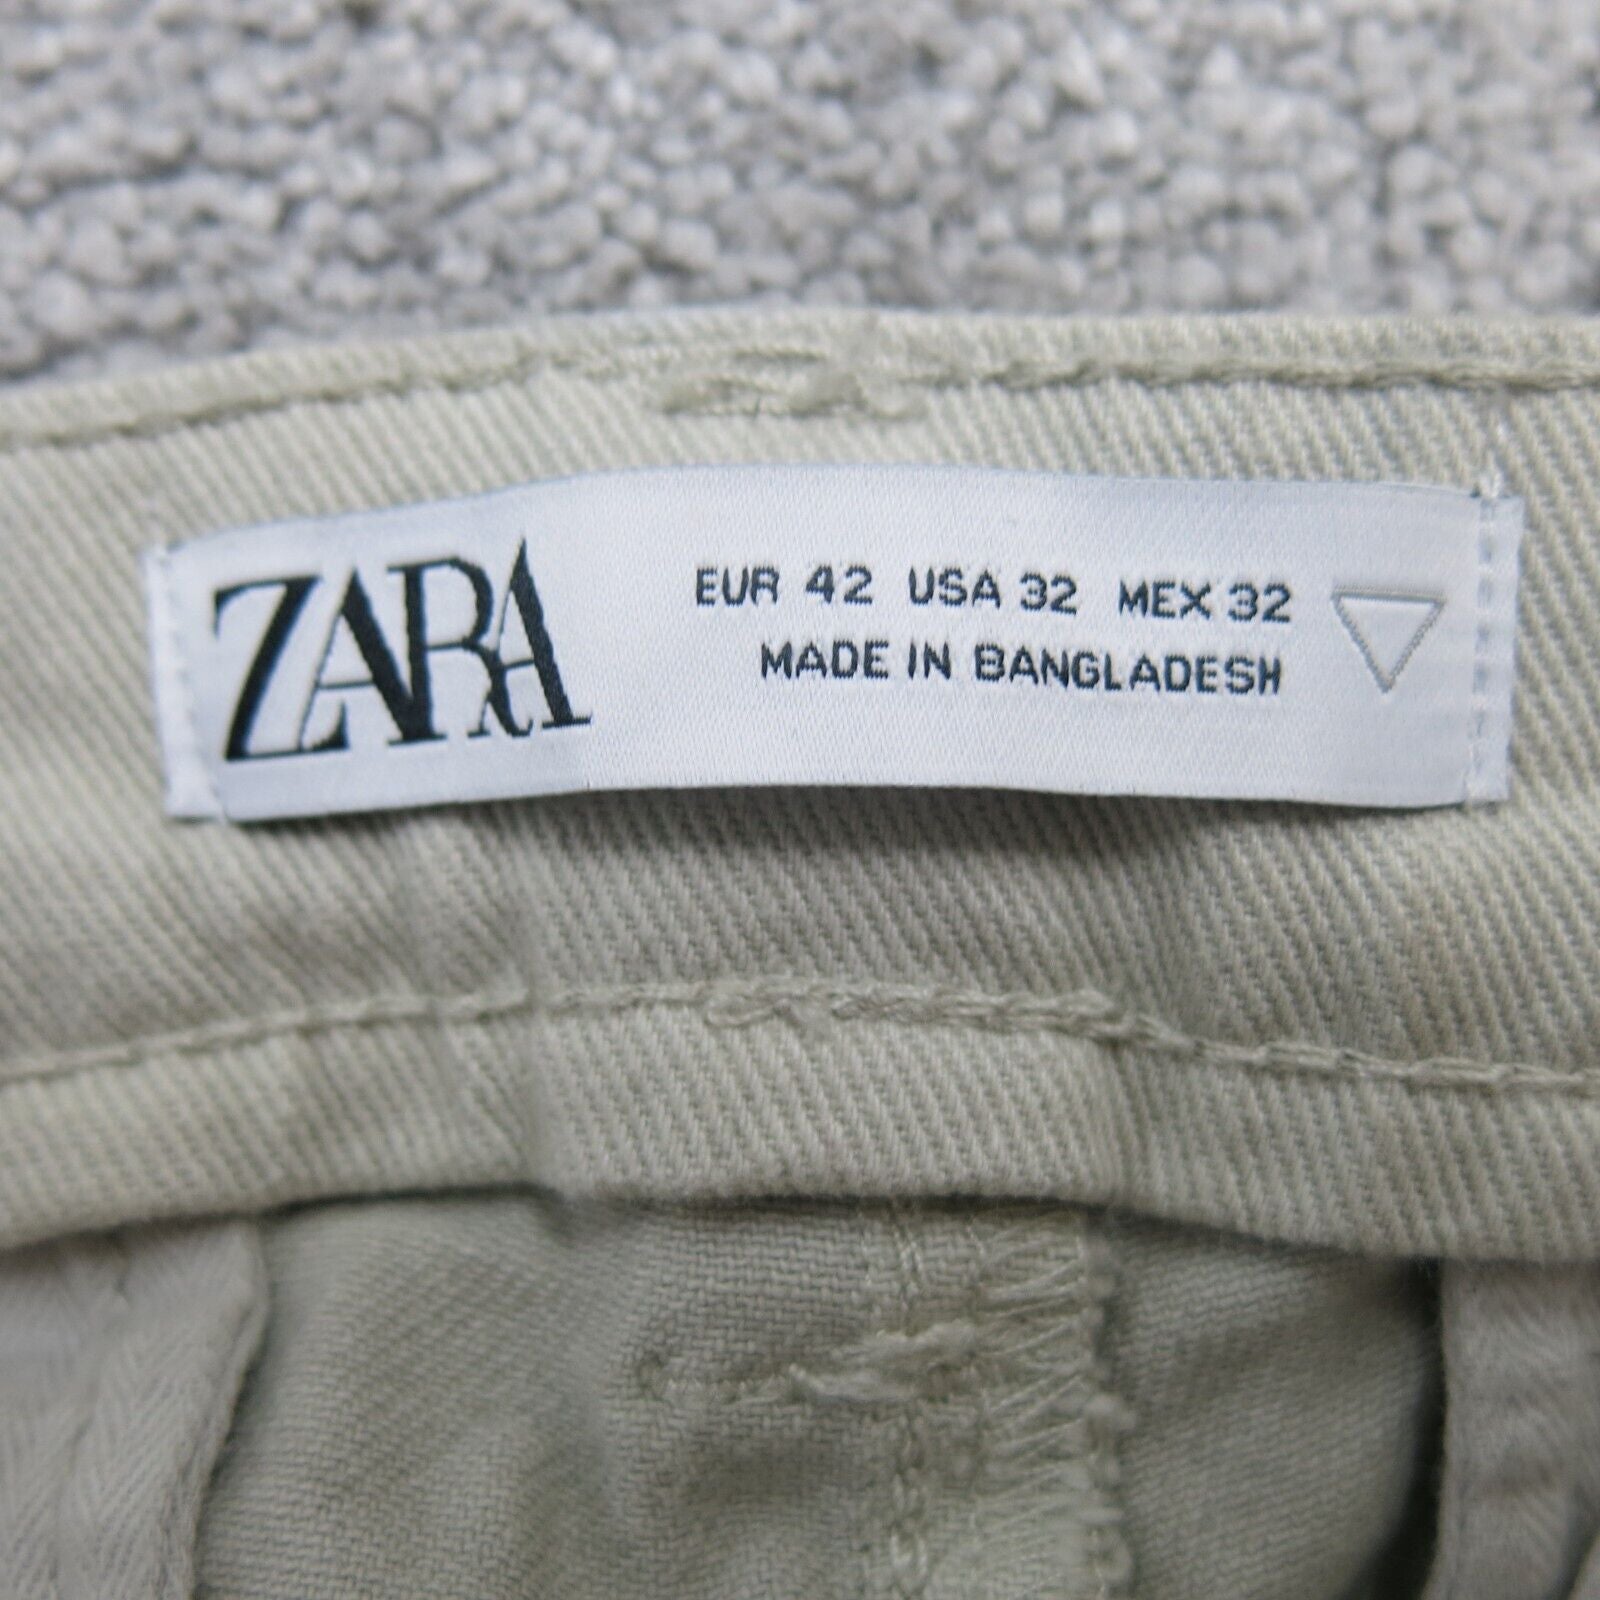 ZARA
EUR 42 USA 32 MEX 32
MADE IN BANGLADESH